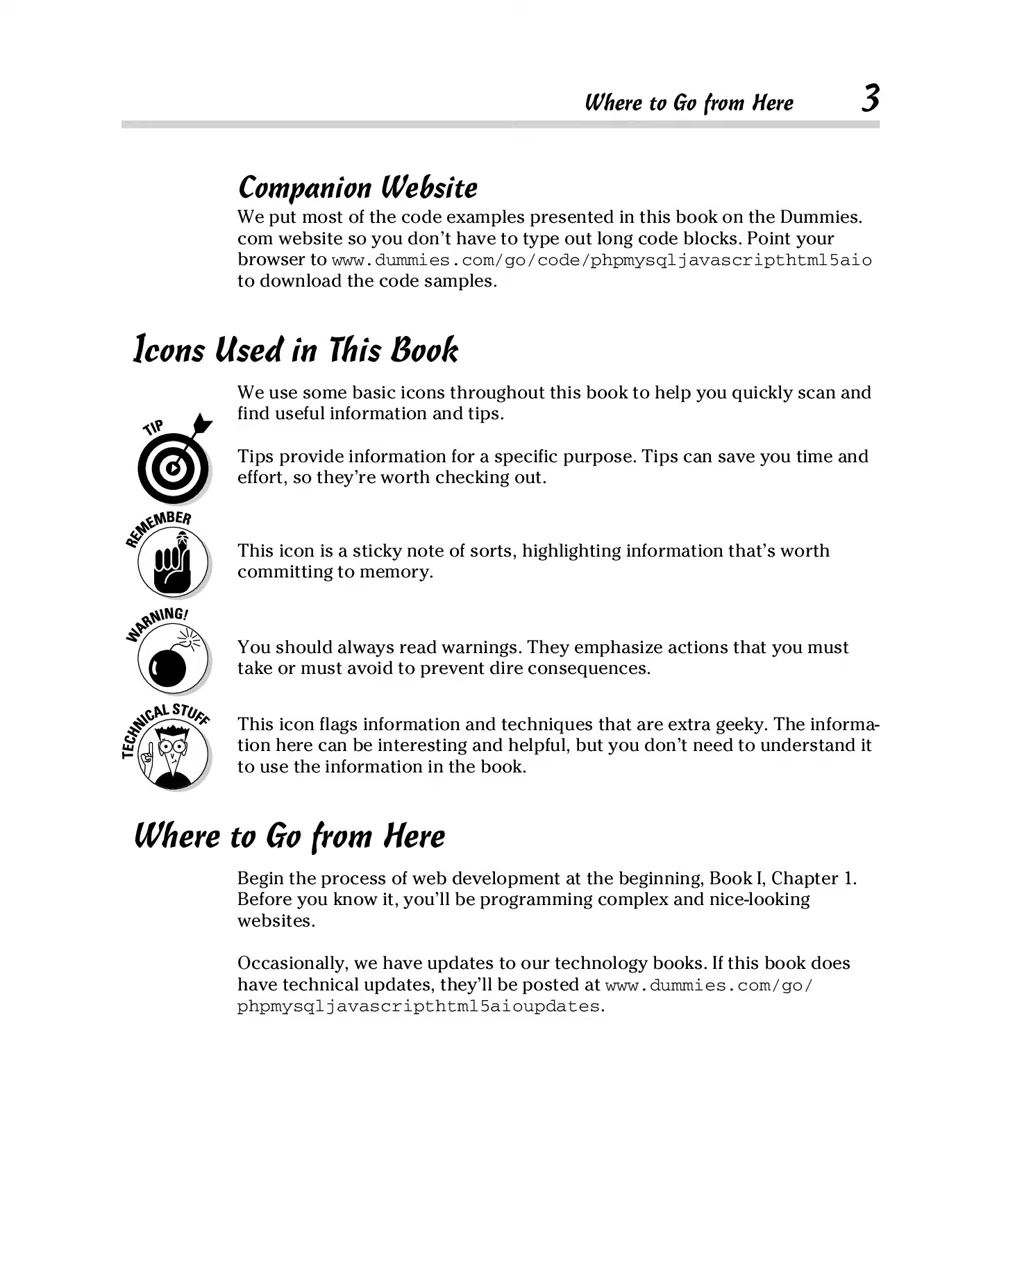 Where to Go from Here 3
Companion Website
We put most of the code examples presented in this book on the Dummies.
com website so you don't have to type out long code blocks. Point your
browser to www.dummies.com/go/code/phpmysqljavascripthtml5aio
to download the code samples.
Icons Used in This Book
We use some basic icons throughout this book to help you quickly scan and
find useful information and tips.
TIP
Tips provide information for a specific purpose. Tips can save you time and
effort, so they're worth checking out.
REMEMBER
This icon is a sticky note of sorts, highlighting information that's worth
committing to memory.
WARNING!
You should always read warnings. They emphasize actions that you must
take or must avoid to prevent dire consequences.
TECHNICAL STUFF
This icon flags information and techniques that are extra geeky. The informa-
tion here can be interesting and helpful, but you don't need to understand it
to use the information in the book.
Where to Go from Here
Begin the process of web development at the beginning, Book I, Chapter 1.
Before you know it, you'll be programming complex and nice-looking
websites.
Occasionally, we have updates to our technology books. If this book does
have technical updates, they'll be posted at www.dummies.com/go/
phpmysqljavascripthtml5aioupdates.